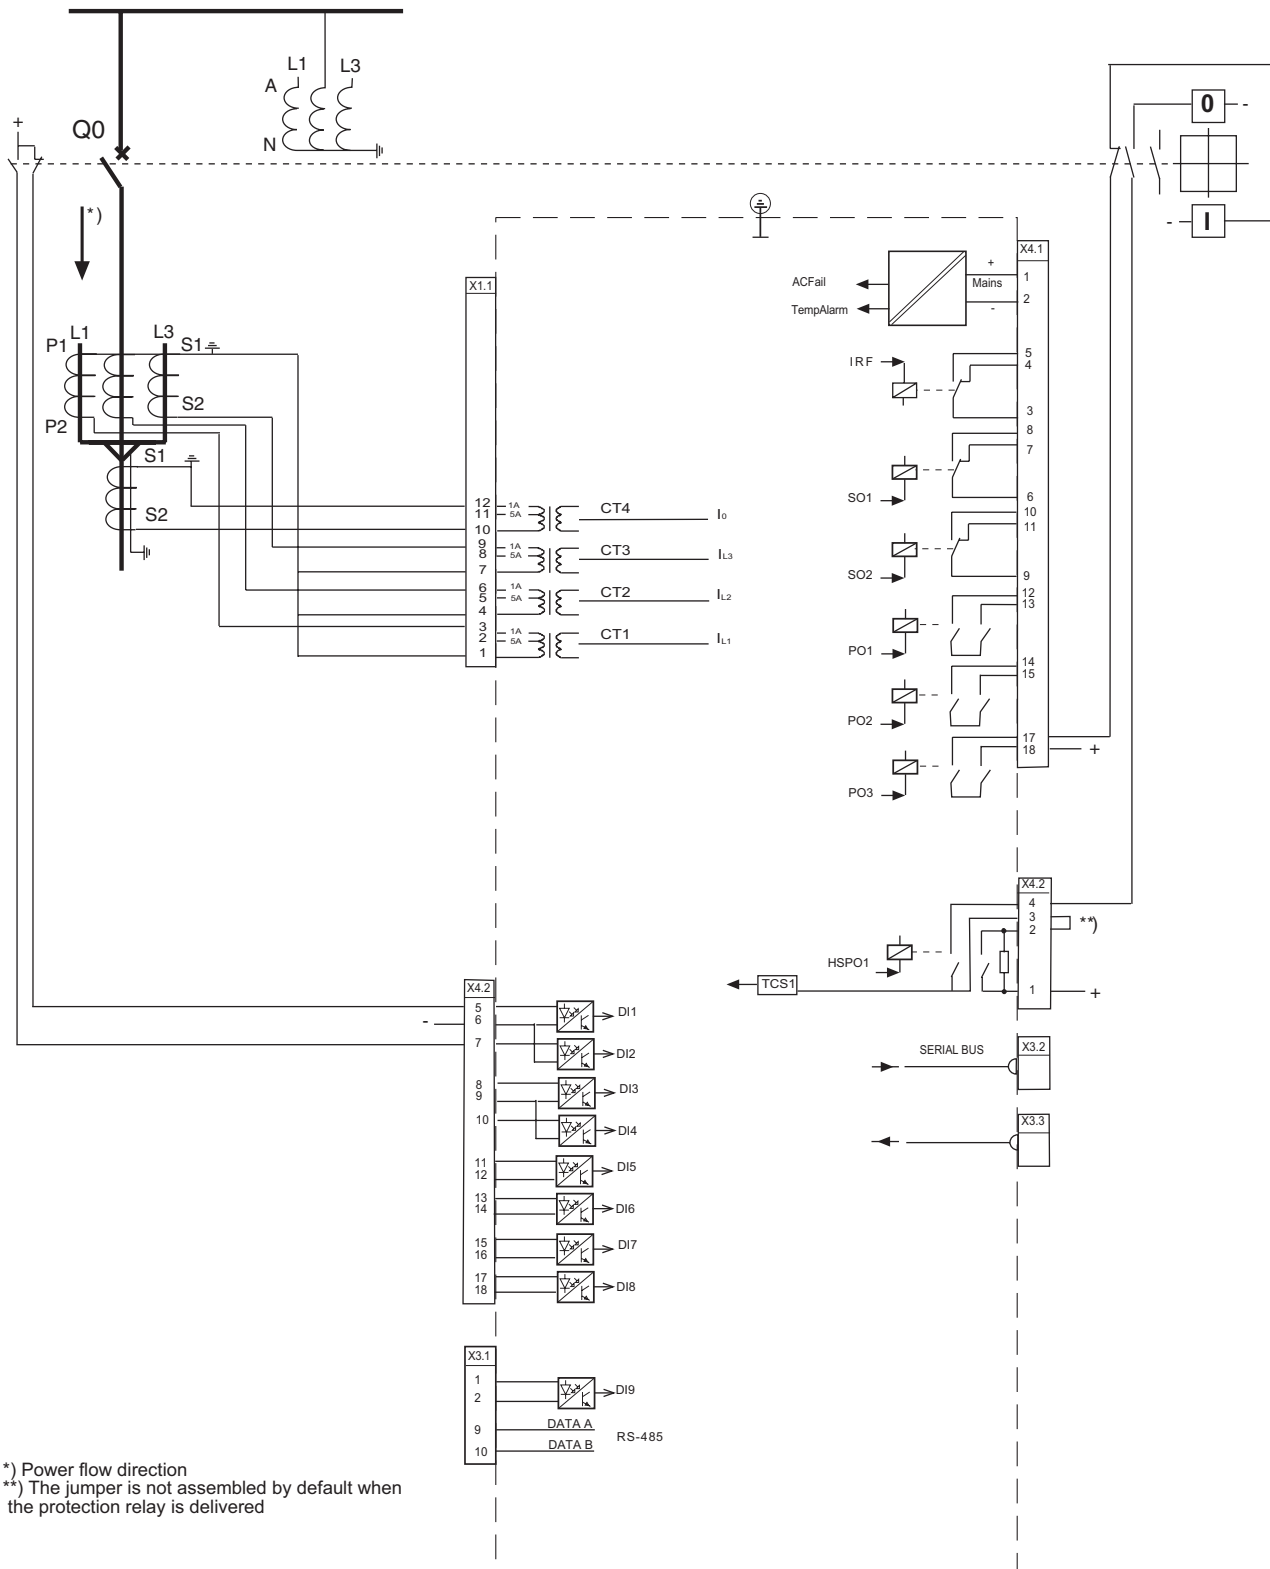 L1 L3
A
N
+
Q0
*)
0 -
- I
X4.1
ACFail
TempAlarm
+
Mains
-
1
2
X1.1
L1 L3
P1 S1
S2
P2
S1
S2
IRF
5
4
3
SO1
8
7
6
SO2
10
11
9
PO1
12
13
PO2
14
15
PO3
17
18 +
12 1A CT4 I0
11 5A
10
9 1A CT3 IL3
8 5A
7
6 1A CT2 IL2
5 5A
4
3
2 1A CT1 IL1
5A
1
X4.2
4
3 **)
2
HSPO1
TCS1
1 +
X4.2
5 DI1
- 6
7 DI2
8 DI3
9
10 DI4
11 DI5
12
13 DI6
14
15 DI7
16
17 DI8
18
SERIAL BUS X3.2
X3.3
X3.1
1 DI9
2
9 DATA A
RS-485
10 DATA B
*) Power flow direction
**) The jumper is not assembled by default when
the protection relay is delivered